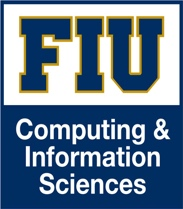 FIU
Computing &
Information
Sciences